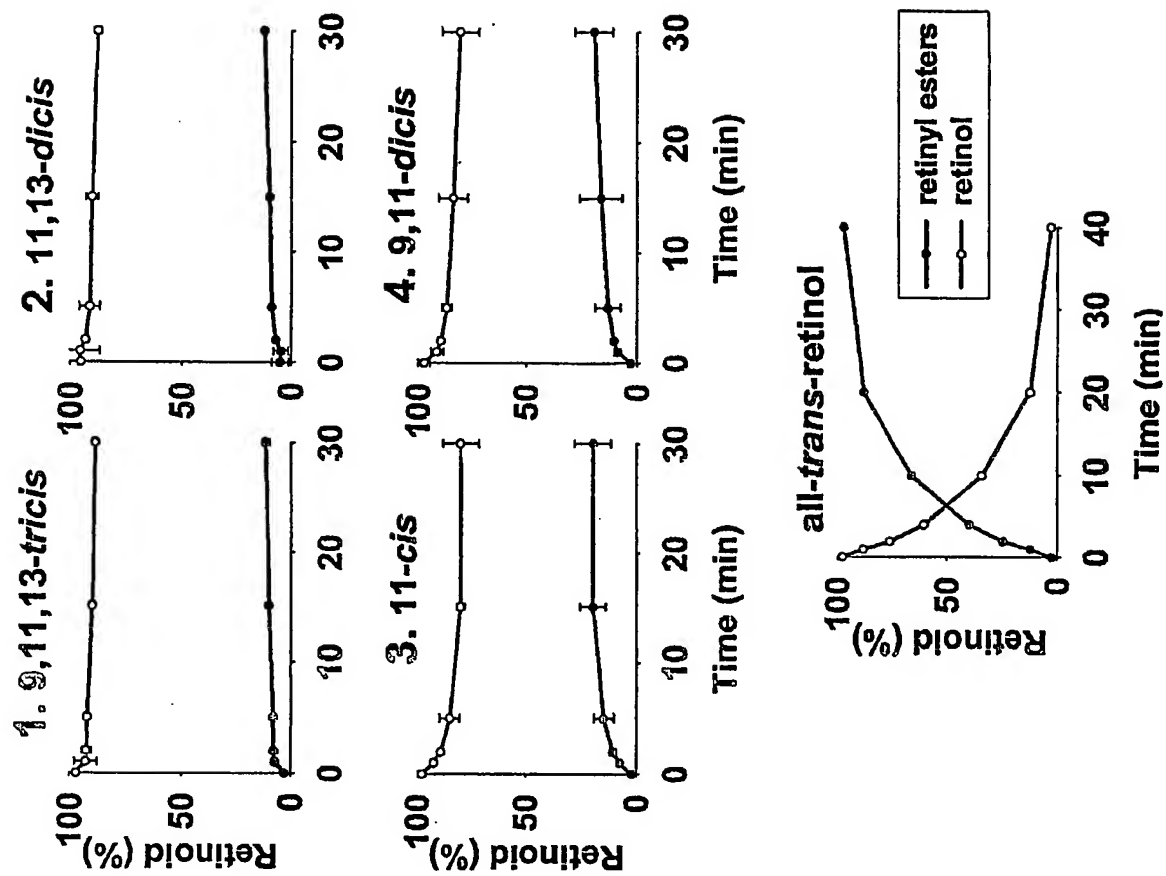 1. 9,11,13-tricis
2. 11,13-dicis
Retinoid (%)
100
50
0
0
10
20
30
100
50
0
0
10
20
30
3. 11-cis
4. 9,11-dicis
Retinoid (%)
100
50
0
0
10
20
30
Time (min)
100
50
0
0
10
20
30
Time (min)
all-trans-retinol
Retinoid (%)
100
50
0
0
10
20
30
40
Time (min)
retinyl esters
retinol